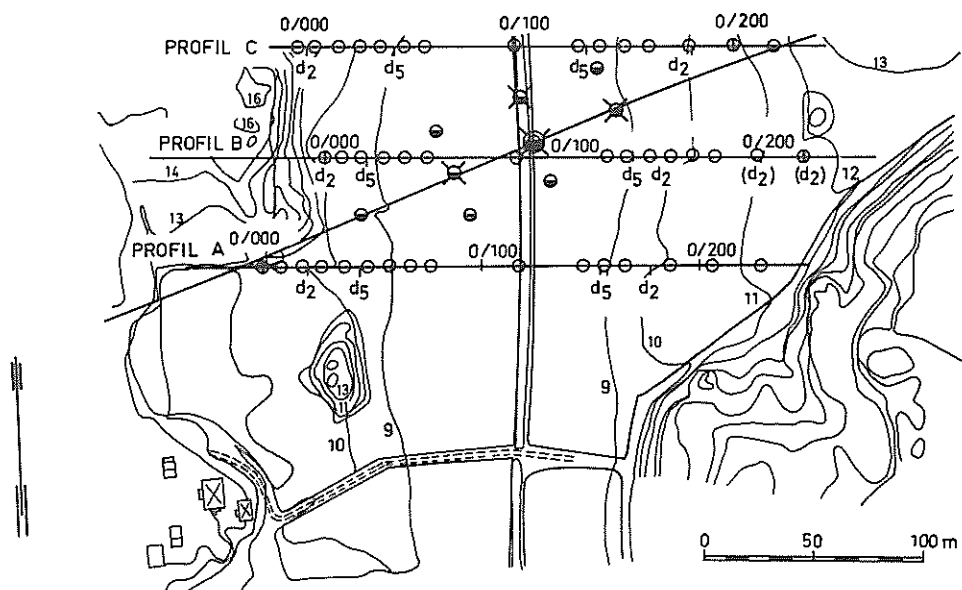 0/000 0/100 0/200
PROFIL C
d2 d5 d5 d2
13
16
16
PROFIL B 0/000 0/100 0/200
d2 d5 d5 d2 (d2) (d2) 12
14
13
PROFIL A 0/000 0/100 0/200
d2 d5 d5 d2
11
10
13
11
9
10 9
0 50 100 m